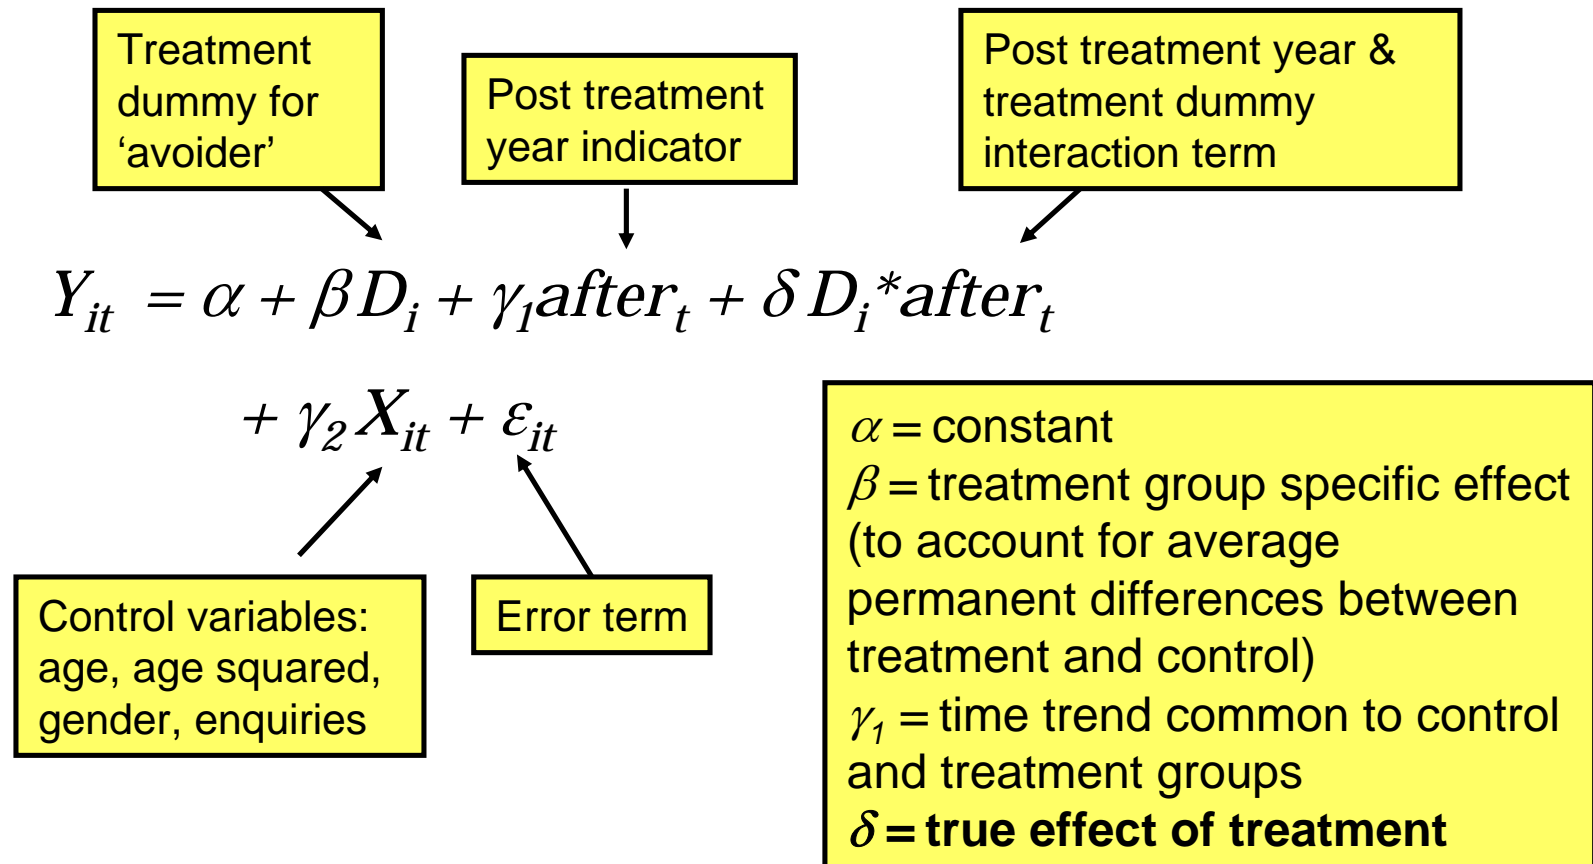 Treatment
dummy for
‘avoider’
Post treatment
year indicator
Post treatment year &
treatment dummy
interaction term
Y_it = α + β D_i + γ_1 after_t + δ D_i*after_t
+ γ_2 X_it + ε_it
Control variables:
age, age squared,
gender, enquiries
Error term
α = constant
β = treatment group specific effect
(to account for average
permanent differences between
treatment and control)
γ_1 = time trend common to control
and treatment groups
δ = true effect of treatment